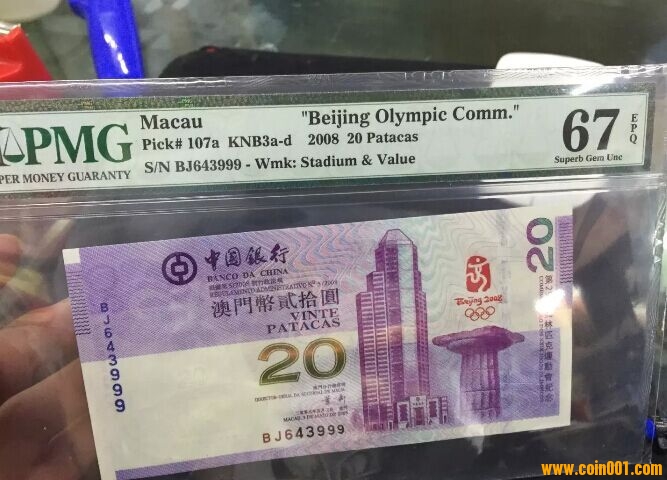 PMG
PER MONEY GUARANTY
Macau "Beijing Olympic Comm."
Pick# 107a KNB3a-d 2008 20 Patacas
S/N BJ643999 - Wmk: Stadium & Value
67
EPQ
Superb Gem Unc
中國銀行
BANCO DA CHINA
澳門幣貳拾圓
VINTE
PATACAS
20
BJ643999
BJ643999
Beijing 2008
20
www.coin001.com